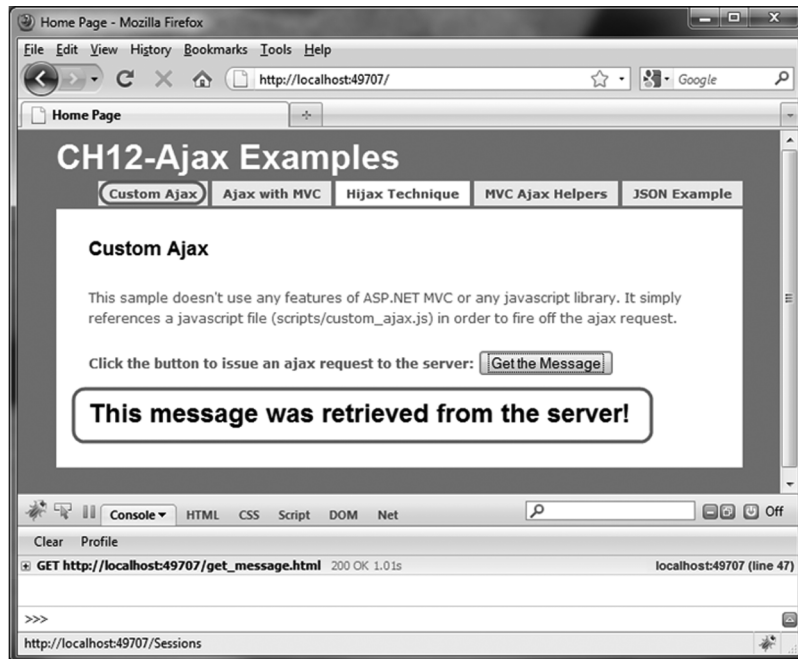 Home Page - Mozilla Firefox
File Edit View History Bookmarks Tools Help
http://localhost:49707/
Google
Home Page
CH12-Ajax Examples
Custom Ajax Ajax with MVC Hijax Technique MVC Ajax Helpers JSON Example
Custom Ajax
This sample doesn't use any features of ASP.NET MVC or any javascript library. It simply
references a javascript file (scripts/custom_ajax.js) in order to fire off the ajax request.
Click the button to issue an ajax request to the server: Get the Message
This message was retrieved from the server!
Console HTML CSS Script DOM Net Off
Clear Profile
GET http://localhost:49707/get_message.html 200 OK 1.01s localhost:49707 (line 47)
>>>
http://localhost:49707/Sessions